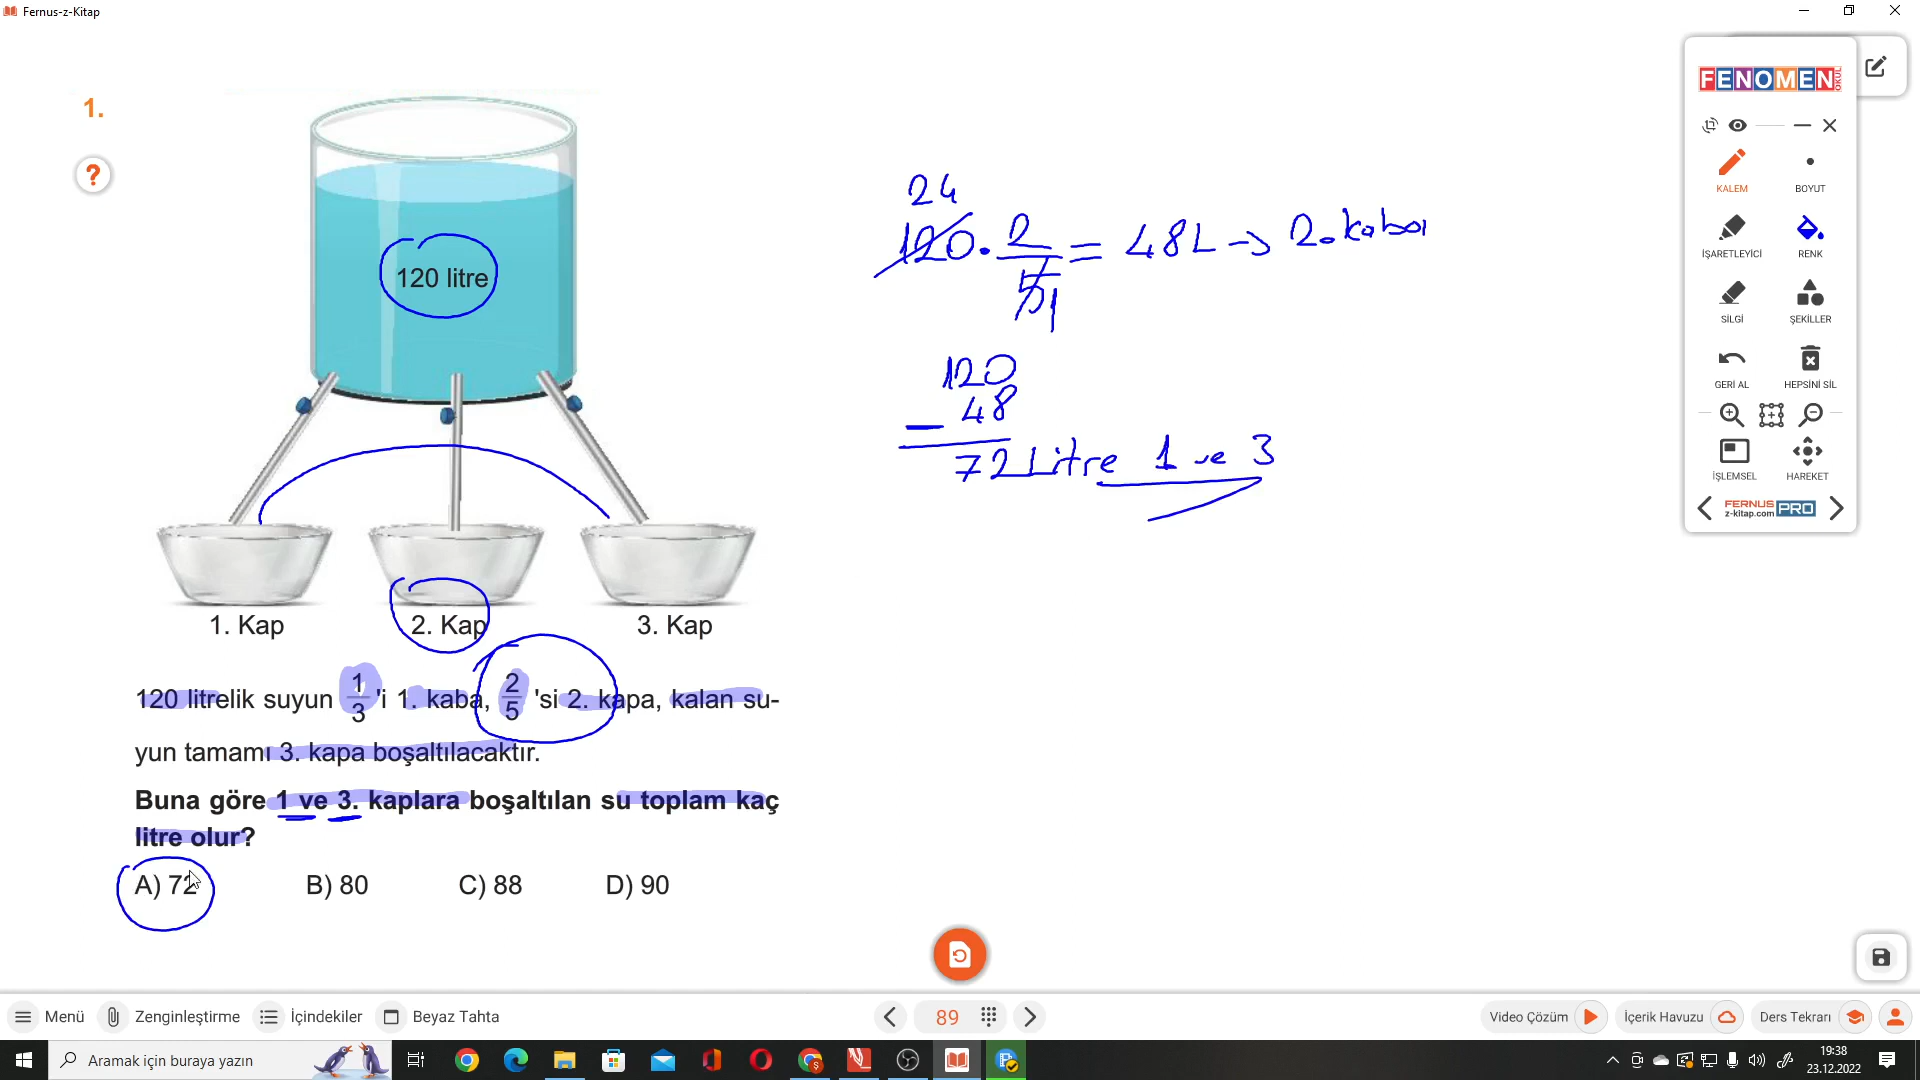 Fernus-z-Kitap
1.
?
120 litre
1. Kap 2. Kap 3. Kap
120 litrelik suyun 1/3 'i 1. kaba, 2/5 'si 2. kapa, kalan su-
yun tamamı 3. kapa boşaltılacaktır.
Buna göre 1 ve 3. kaplara boşaltılan su toplam kaç
litre olur?
A) 72 B) 80 C) 88 D) 90
24
120 . 2/5 = 48L → 2. kaba
1
120
− 48
72 Litre 1 ve 3
FENOMEN OKUL
KALEM BOYUT
İŞARETLEYİCİ RENK
SİLGİ ŞEKİLLER
GERİ AL HEPSİNİ SİL
İŞLEMSEL HAREKET
FERNUS
z-kitap.com PRO
Menü Zenginleştirme İçindekiler Beyaz Tahta 89 Video Çözüm İçerik Havuzu Ders Tekrarı
Aramak için buraya yazın
19:38
23.12.2022